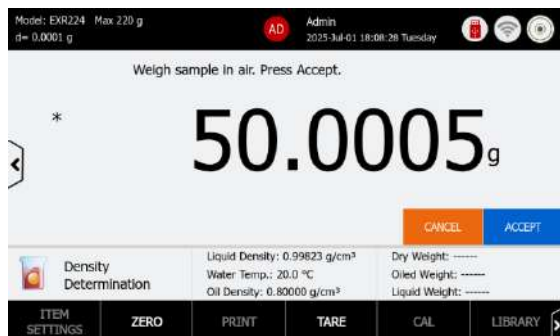 Model: EXR224 Max 220 g
d= 0.0001 g
AD
Admin
2025-Jul-01 18:08:28 Tuesday
Weigh sample in air. Press Accept.
*
50.0005 g
CANCEL
ACCEPT
Density
Determination
Liquid Density: 0.99823 g/cm³
Water Temp.: 20.0 °C
Oil Density: 0.80000 g/cm³
Dry Weight: ------
Oiled Weight: ------
Liquid Weight: ------
ITEM
SETTINGS
ZERO
PRINT
TARE
CAL
LIBRARY